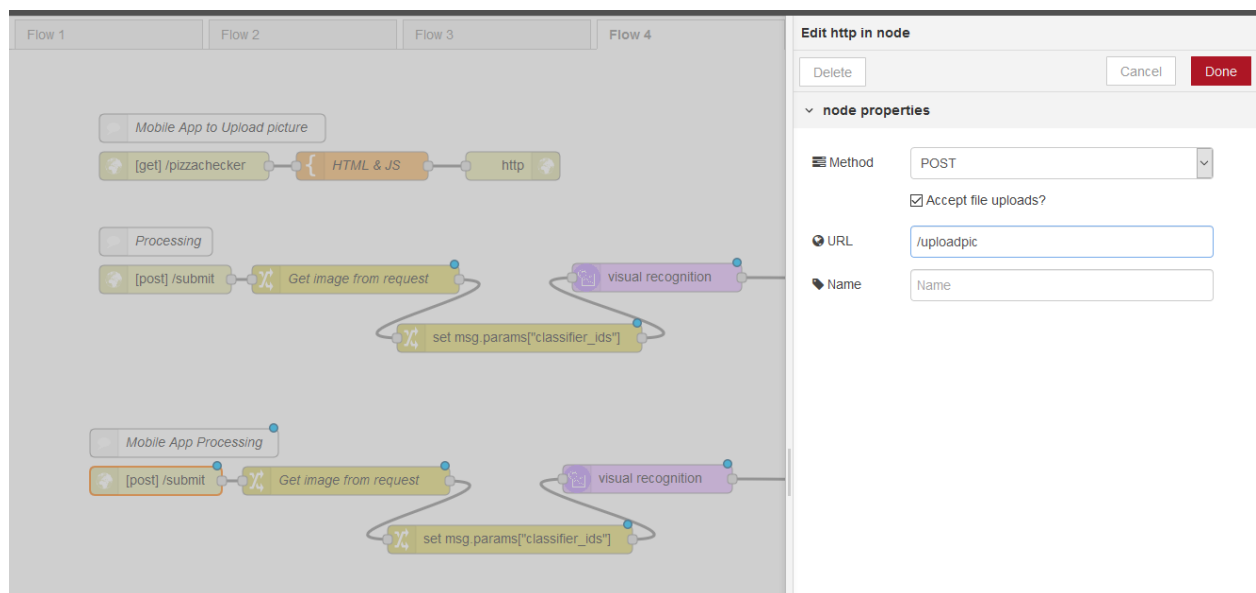 Flow 1
Flow 2
Flow 3
Flow 4
Mobile App to Upload picture
[get] /pizzachecker
HTML & JS
http
Processing
[post] /submit
Get image from request
visual recognition
set msg.params["classifier_ids"]
Mobile App Processing
[post] /submit
Get image from request
visual recognition
set msg.params["classifier_ids"]
Edit http in node
Delete
Cancel
Done
node properties
Method
POST
Accept file uploads?
URL
/uploadpic
Name
Name